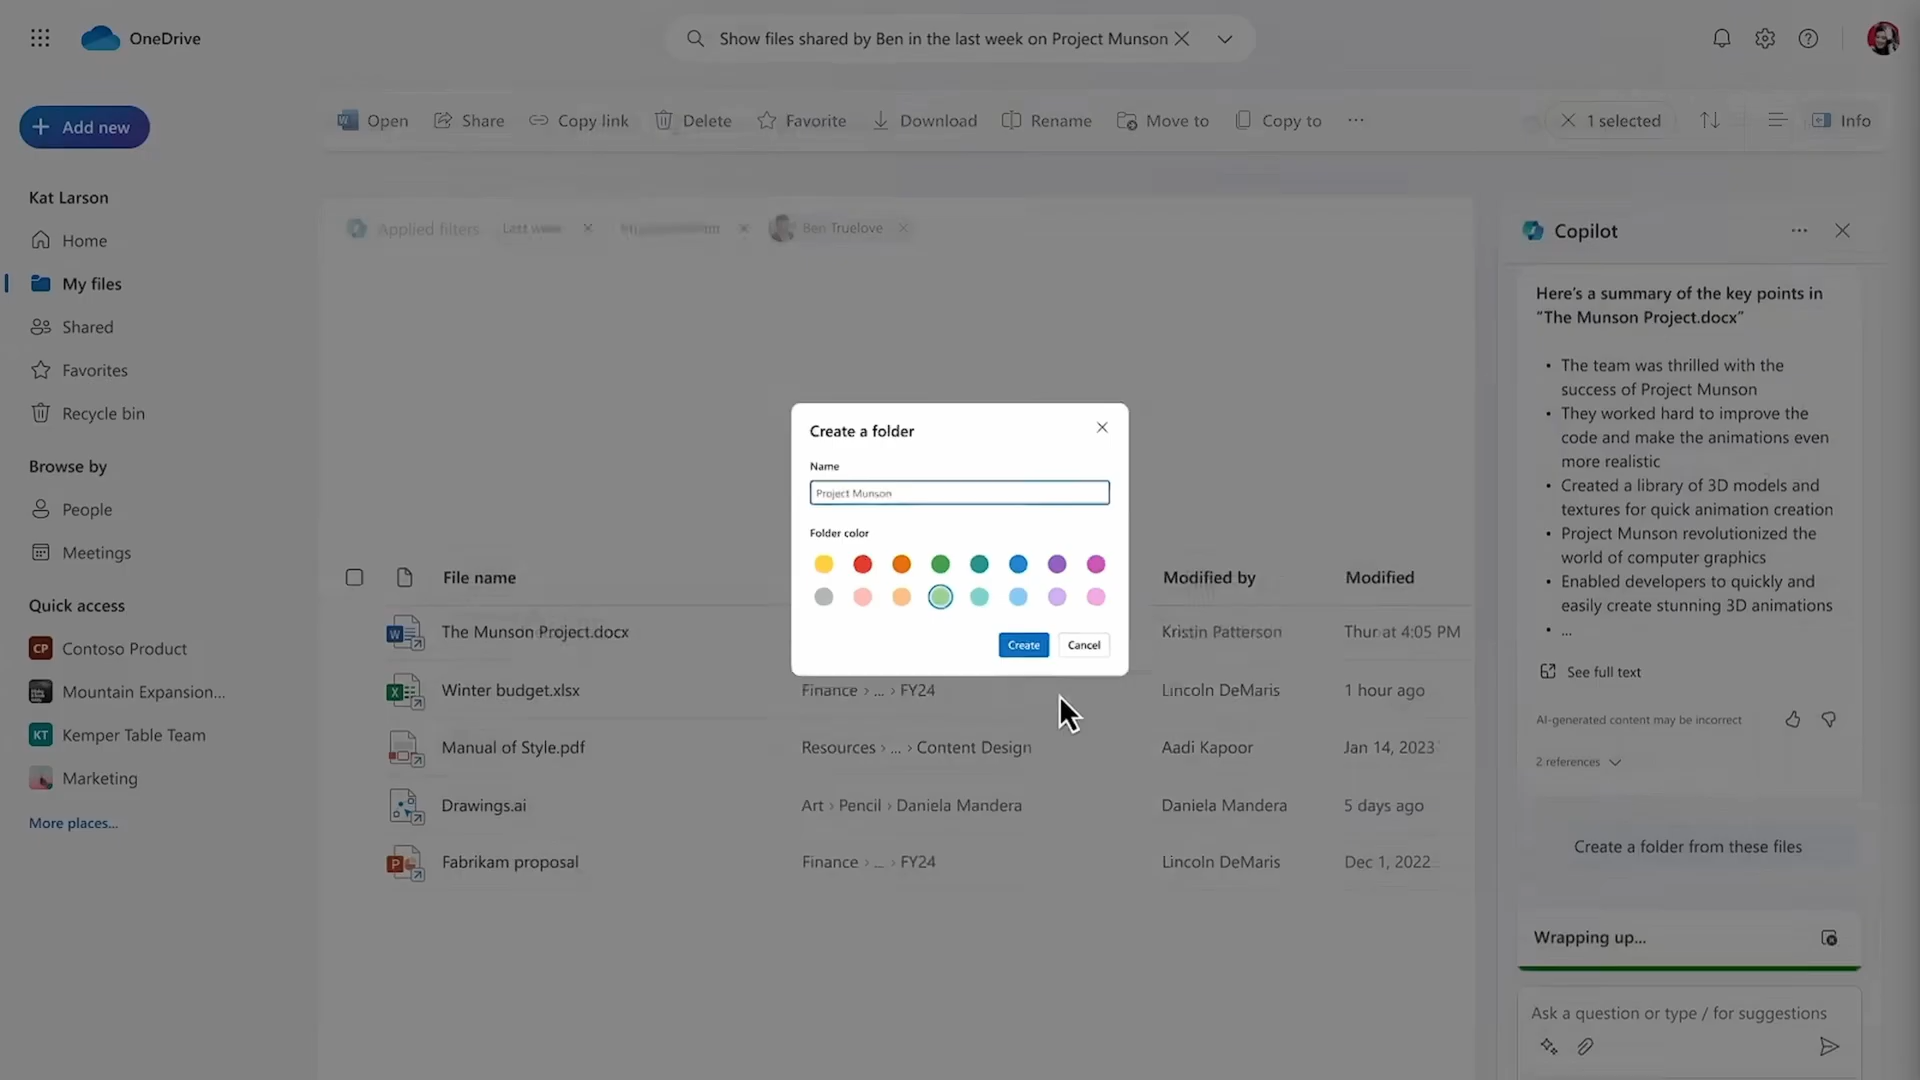 OneDrive
Show files shared by Ben in the last week on Project Munson
Add new
Open Share Copy link Delete Favorite Download Rename Move to Copy to ... 1 selected Info
Kat Larson
Home
My files
Shared
Favorites
Recycle bin
Browse by
People
Meetings
Quick access
CP Contoso Product
Mountain Expansion...
KT Kemper Table Team
Marketing
More places...
Applied filters Last week Ben Truelove
Create a folder
Name
Project Munson
Folder color
Create Cancel
File name Modified by Modified
The Munson Project.docx Kristin Patterson Thur at 4:05 PM
Winter budget.xlsx Finance › ... › FY24 Lincoln DeMaris 1 hour ago
Manual of Style.pdf Resources › ... › Content Design Aadi Kapoor Jan 14, 2023
Drawings.ai Art › Pencil › Daniela Mandera Daniela Mandera 5 days ago
Fabrikam proposal Finance › ... › FY24 Lincoln DeMaris Dec 1, 2022
Copilot
Here's a summary of the key points in
"The Munson Project.docx"
• The team was thrilled with the
success of Project Munson
• They worked hard to improve the
code and make the animations even
more realistic
• Created a library of 3D models and
textures for quick animation creation
• Project Munson revolutionized the
world of computer graphics
• Enabled developers to quickly and
easily create stunning 3D animations
• ...
See full text
AI-generated content may be incorrect
2 references
Create a folder from these files
Wrapping up...
Ask a question or type / for suggestions